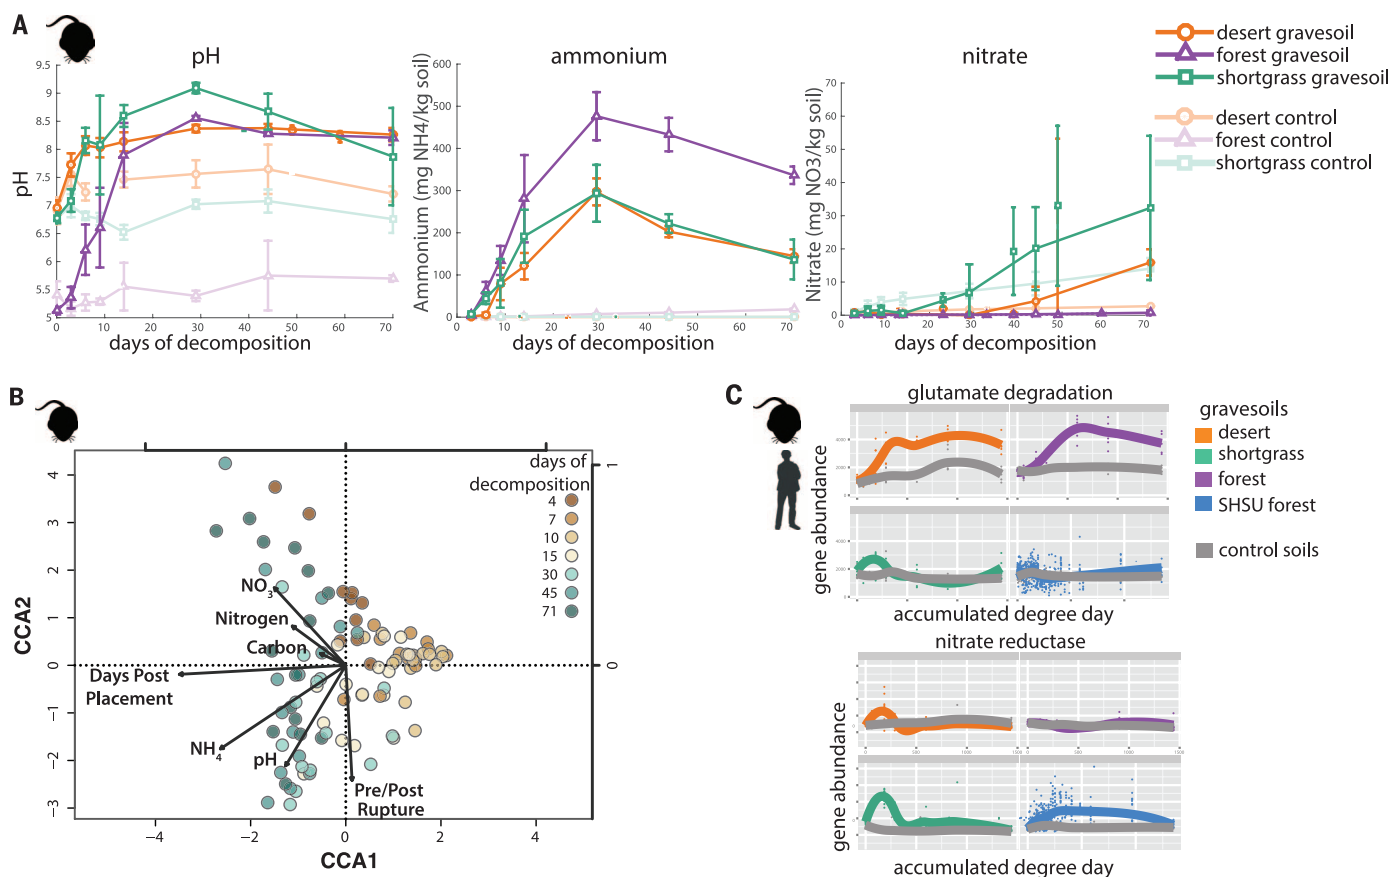 A
pH
ammonium
nitrate
desert gravesoil
forest gravesoil
shortgrass gravesoil
desert control
forest control
shortgrass control
pH
9.5
9
8.5
8
7.5
7
6.5
6
5.5
5
0 10 20 30 40 50 60 70
days of decomposition
Ammonium (mg NH4/kg soil)
600
500
400
300
200
100
0
0 10 20 30 40 50 60 70
days of decomposition
Nitrate (mg NO3/kg soil)
70
60
50
40
30
20
10
0
0 10 20 30 40 50 60 70
days of decomposition
B
CCA2
4
3
2
1
0
−1
−2
−3
−4 −2 0 2 4
CCA1
1
0
days of
decomposition
4
7
10
15
30
45
71
NO3
Nitrogen
Carbon
Days Post
Placement
NH4
pH
Pre/Post
Rupture
C
glutamate degradation
gene abundance
accumulated degree day
nitrate reductase
gene abundance
accumulated degree day
gravesoils
desert
shortgrass
forest
SHSU forest
control soils